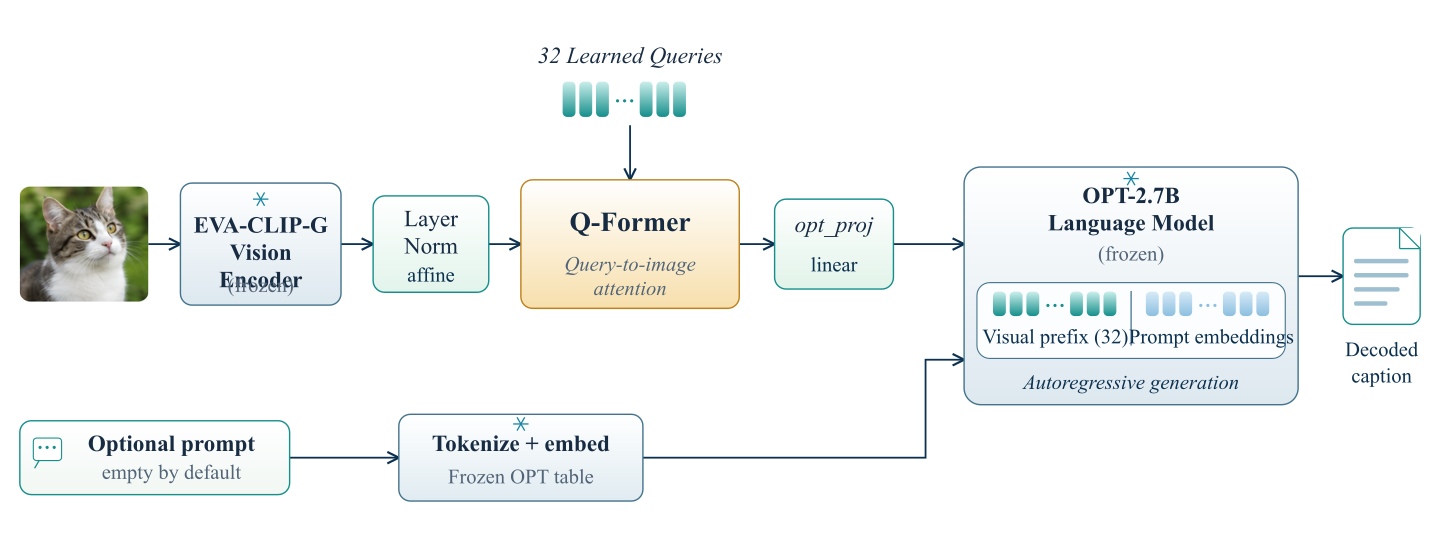 32 Learned Queries
EVA-CLIP-G
Vision
Encoder
(frozen)
Layer
Norm
affine
Q-Former
Query-to-image
attention
opt_proj
linear
OPT-2.7B
Language Model
(frozen)
Visual prefix (32)
Prompt embeddings
Autoregressive generation
Decoded
caption
Optional prompt
empty by default
Tokenize + embed
Frozen OPT table